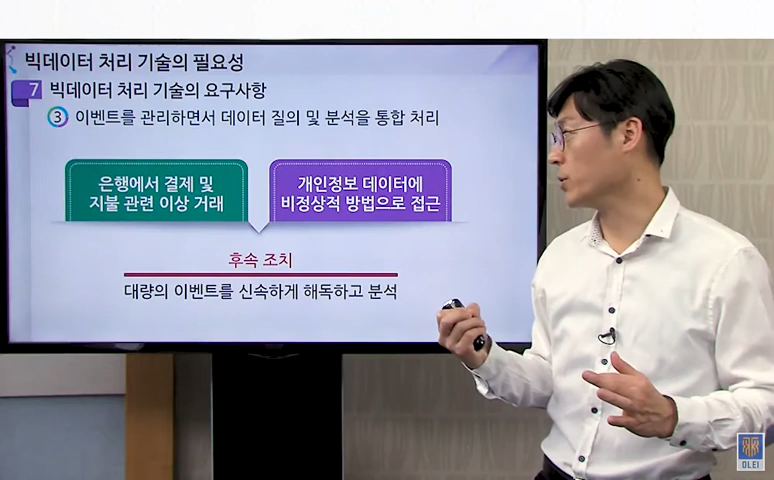 빅데이터 처리 기술의 필요성
7 빅데이터 처리 기술의 요구사항
③ 이벤트를 관리하면서 데이터 질의 및 분석을 통합 처리
은행에서 결제 및
지불 관련 이상 거래
개인정보 데이터에
비정상적 방법으로 접근
후속 조치
대량의 이벤트를 신속하게 해독하고 분석
DLEI